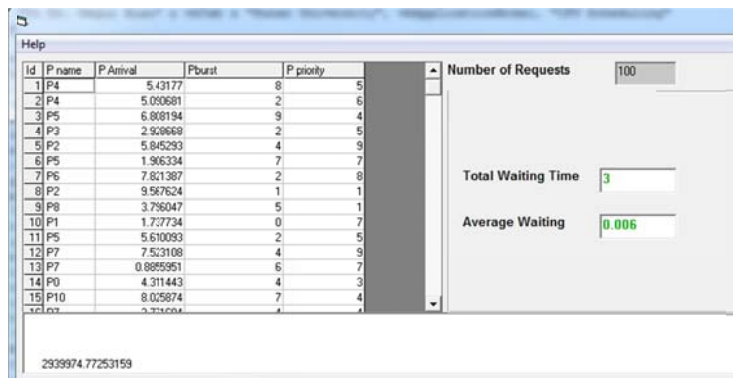 Help
Id P name P Arrival Pburst P priority
1 P4 5.43177 8 5
2 P4 5.090681 2 6
3 P5 6.808194 9 4
4 P3 2.928668 2 5
5 P2 5.845293 4 9
6 P5 1.906334 7 7
7 P6 7.821387 2 8
8 P2 9.567624 1 1
9 P8 3.796047 5 1
10 P1 1.737734 0 7
11 P5 5.610093 2 5
12 P7 7.523108 4 9
13 P7 0.8855951 6 7
14 P0 4.311443 4 3
15 P10 8.025874 7 4
Number of Requests 100
Total Waiting Time 3
Average Waiting 0.006
2939974.77253159